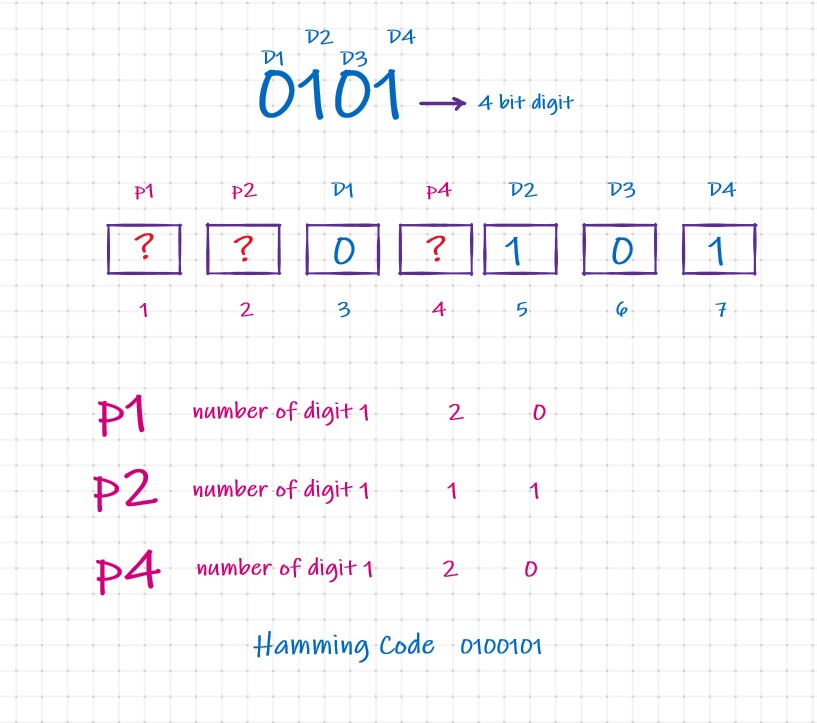 D2 D4
D1 D3
0101 → 4 bit digit
p1 p2 D1 p4 D2 D3 D4
? ? 0 ? 1 0 1
1 2 3 4 5 6 7
p1 number of digit 1 2 0
p2 number of digit 1 1 1
p4 number of digit 1 2 0
Hamming Code 0100101